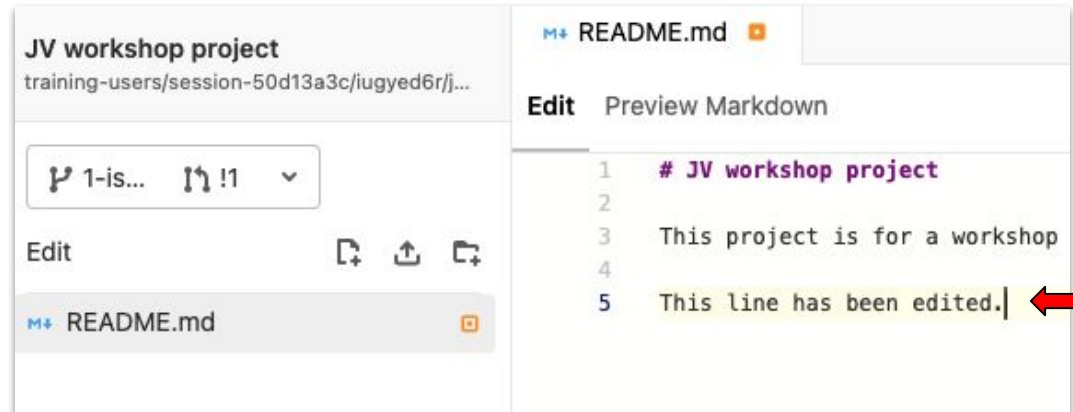 JV workshop project
training-users/session-50d13a3c/iugyed6r/j...
1-is... !1
Edit
M↓ README.md
M↓ README.md
Edit Preview Markdown
1 # JV workshop project
2
3 This project is for a workshop
4
5 This line has been edited.